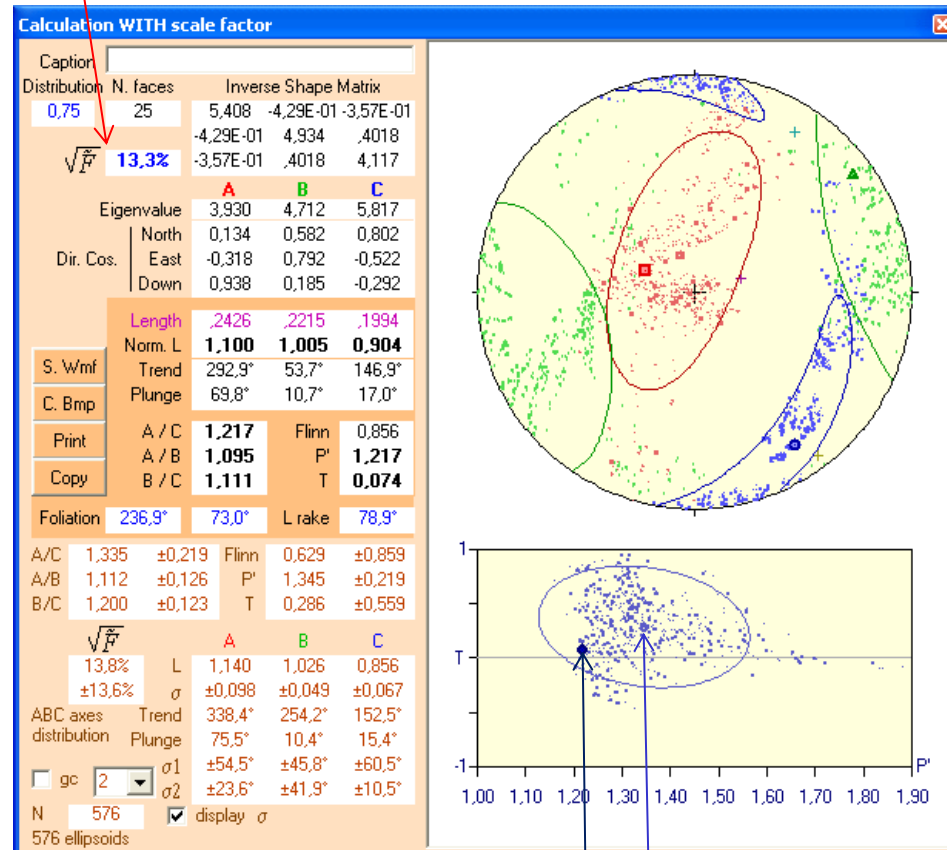 Calculation WITH scale factor
Caption
Distribution N. faces Inverse Shape Matrix
0,75 25 5,408 -4,29E-01 -3,57E-01
-4,29E-01 4,934 ,4018
√F̃ 13,3% -3,57E-01 ,4018 4,117
A B C
Eigenvalue 3,930 4,712 5,817
North 0,134 0,582 0,802
Dir. Cos. East -0,318 0,792 -0,522
Down 0,938 0,185 -0,292
Length ,2426 ,2215 ,1994
Norm. L 1,100 1,005 0,904
S. Wmf Trend 292,9° 53,7° 146,9°
C. Bmp Plunge 69,8° 10,7° 17,0°
Print A / C 1,217 Flinn 0,856
A / B 1,095 P' 1,217
Copy B / C 1,111 T 0,074
Foliation 236,9° 73,0° L rake 78,9°
A/C 1,335 ±0,219 Flinn 0,629 ±0,859
A/B 1,112 ±0,126 P' 1,345 ±0,219
B/C 1,200 ±0,123 T 0,286 ±0,559
√F̃ A B C
13,8% L 1,140 1,026 0,856
±13,6% σ ±0,098 ±0,049 ±0,067
ABC axes Trend 338,4° 254,2° 152,5°
distribution Plunge 75,5° 10,4° 15,4°
gc 2 σ1 ±54,5° ±45,8° ±60,5°
σ2 ±23,6° ±41,9° ±10,5°
N 576 display σ
576 ellipsoids
1
T
-1
P'
1,00 1,10 1,20 1,30 1,40 1,50 1,60 1,70 1,80 1,90